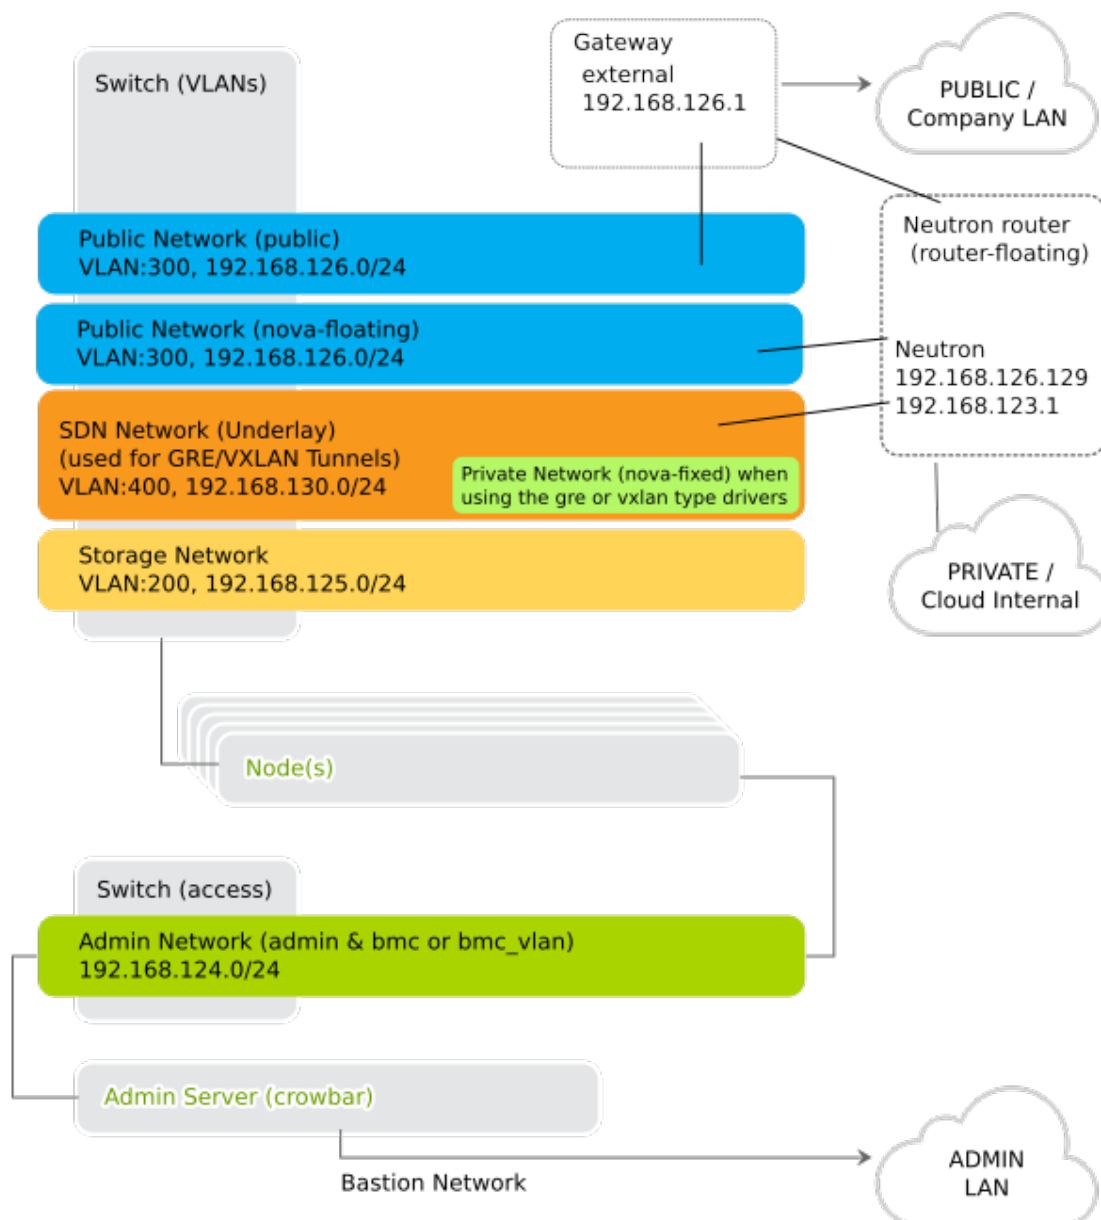 Switch (VLANs)
Gateway
external
192.168.126.1
PUBLIC /
Company LAN
Public Network (public)
VLAN:300, 192.168.126.0/24
Neutron router
(router-floating)
Public Network (nova-floating)
VLAN:300, 192.168.126.0/24
Neutron
192.168.126.129
192.168.123.1
SDN Network (Underlay)
(used for GRE/VXLAN Tunnels)
VLAN:400, 192.168.130.0/24
Private Network (nova-fixed) when
using the gre or vxlan type drivers
Storage Network
VLAN:200, 192.168.125.0/24
PRIVATE /
Cloud Internal
Node(s)
Switch (access)
Admin Network (admin & bmc or bmc_vlan)
192.168.124.0/24
Admin Server (crowbar)
Bastion Network
ADMIN
LAN